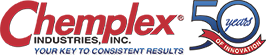 Chemplex®
INDUSTRIES, INC.
YOUR KEY TO CONSISTENT RESULTS
50 years
OF INNOVATION